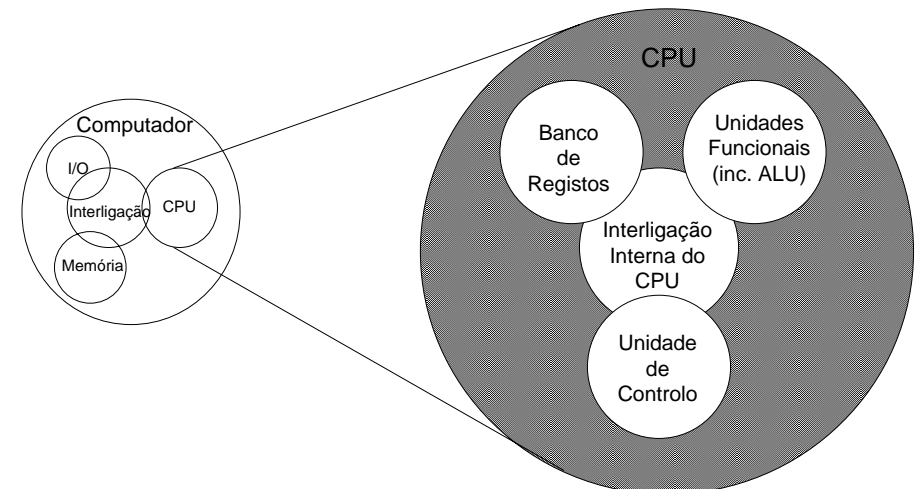 Computador
I/O
Interligação
CPU
Memória
CPU
Banco
de
Registos
Unidades
Funcionais
(inc. ALU)
Interligação
Interna do
CPU
Unidade
de
Controlo